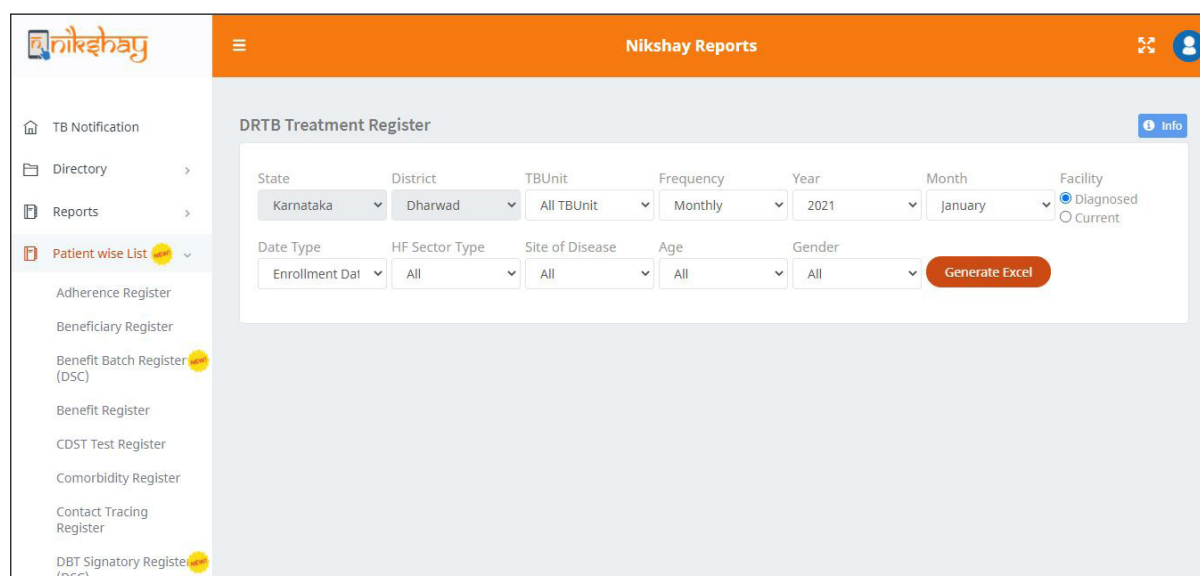 nikshay
Nikshay Reports
TB Notification
Directory
Reports
Patient wise List NEW!
Adherence Register
Beneficiary Register
Benefit Batch Register NEW!
(DSC)
Benefit Register
CDST Test Register
Comorbidity Register
Contact Tracing
Register
DBT Signatory Register NEW!
(DSC)
DRTB Treatment Register
Info
State District TBUnit Frequency Year Month Facility
Karnataka Dharwad All TBUnit Monthly 2021 January Diagnosed
Current
Date Type HF Sector Type Site of Disease Age Gender
Enrollment Dat All All All All Generate Excel